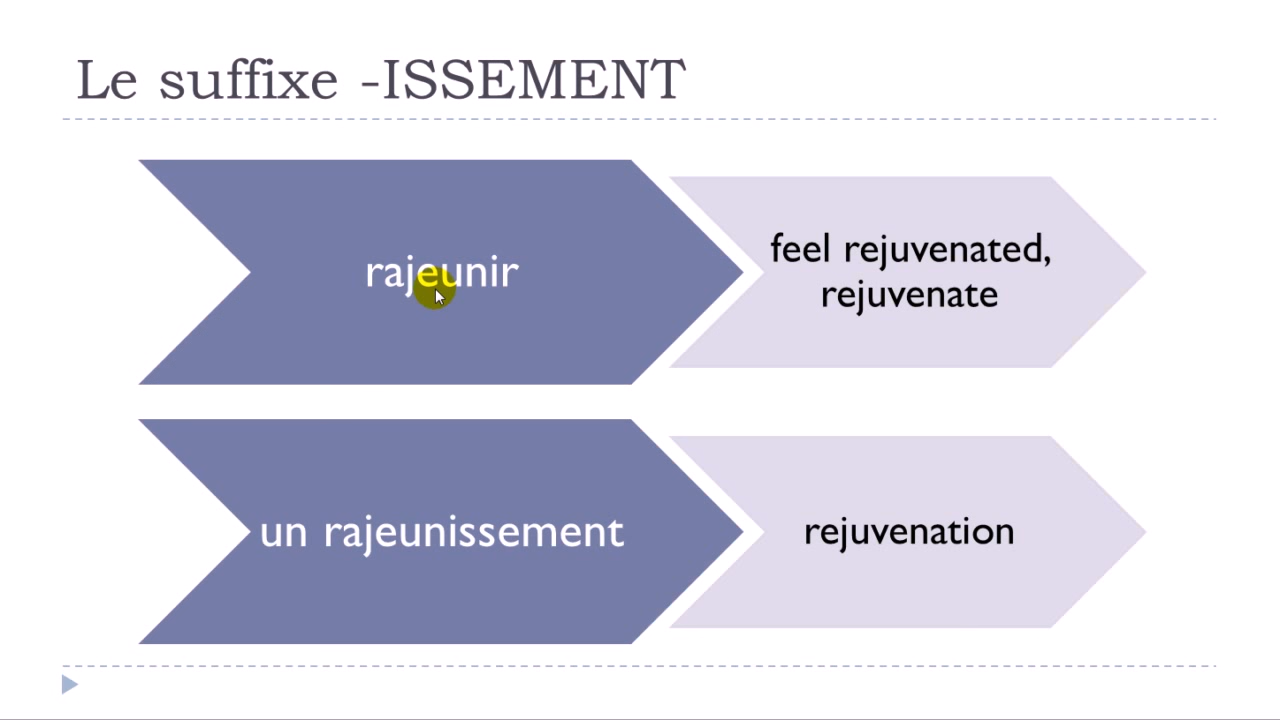 Le suffixe -ISSEMENT
rajeunir
feel rejuvenated,
rejuvenate
un rajeunissement
rejuvenation